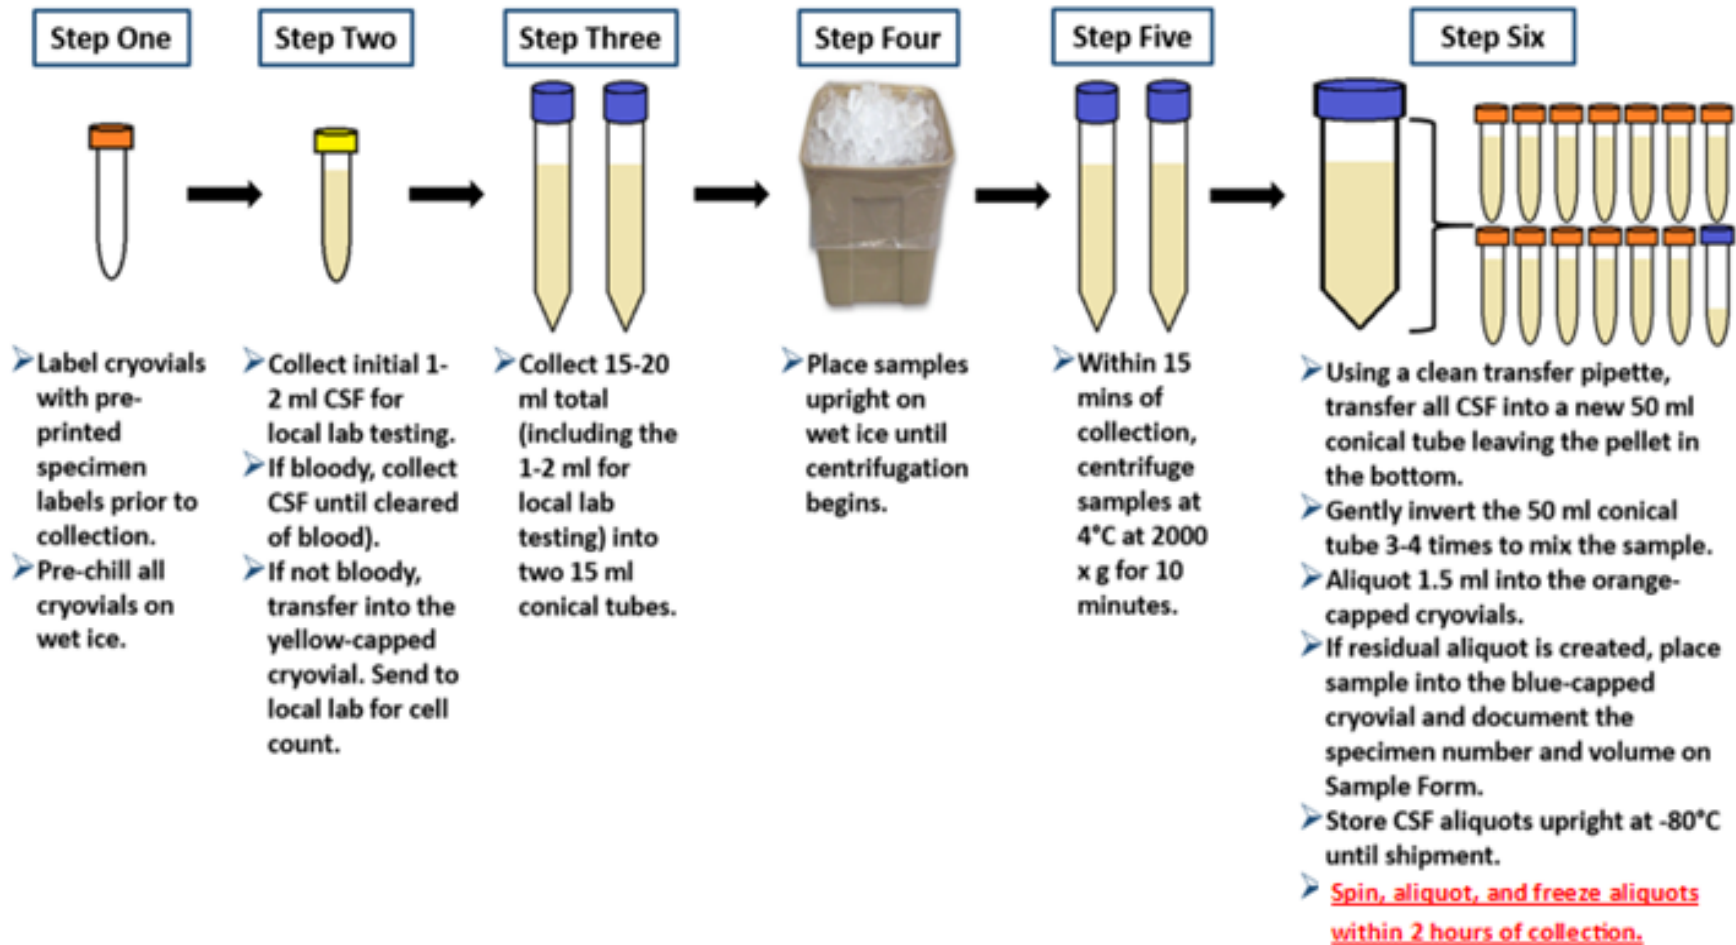 Step One
Label cryovials
with pre-
printed
specimen
labels prior to
collection.
Pre-chill all
cryovials on
wet ice.
Step Two
Collect initial 1-
2 ml CSF for
local lab testing.
If bloody, collect
CSF until cleared
of blood).
If not bloody,
transfer into the
yellow-capped
cryovial. Send to
local lab for cell
count.
Step Three
Collect 15-20
ml total
(including the
1-2 ml for
local lab
testing) into
two 15 ml
conical tubes.
Step Four
Place samples
upright on
wet ice until
centrifugation
begins.
Step Five
Within 15
mins of
collection,
centrifuge
samples at
4°C at 2000
x g for 10
minutes.
Step Six
Using a clean transfer pipette,
transfer all CSF into a new 50 ml
conical tube leaving the pellet in
the bottom.
Gently invert the 50 ml conical
tube 3-4 times to mix the sample.
Aliquot 1.5 ml into the orange-
capped cryovials.
If residual aliquot is created, place
sample into the blue-capped
cryovial and document the
specimen number and volume on
Sample Form.
Store CSF aliquots upright at -80°C
until shipment.
Spin, aliquot, and freeze aliquots
within 2 hours of collection.